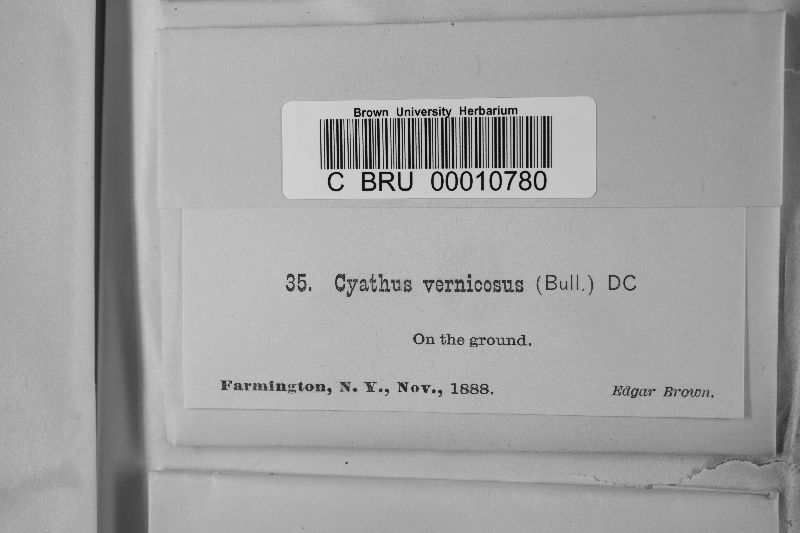 Brown University Herbarium
C BRU 00010780
35. Cyathus vernicosus (Bull.) DC
On the ground.
Farmington, N. Y., Nov., 1888. Edgar Brown.